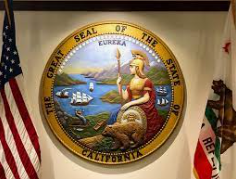 THE GREAT SEAL OF THE STATE OF CALIFORNIA
EUREKA